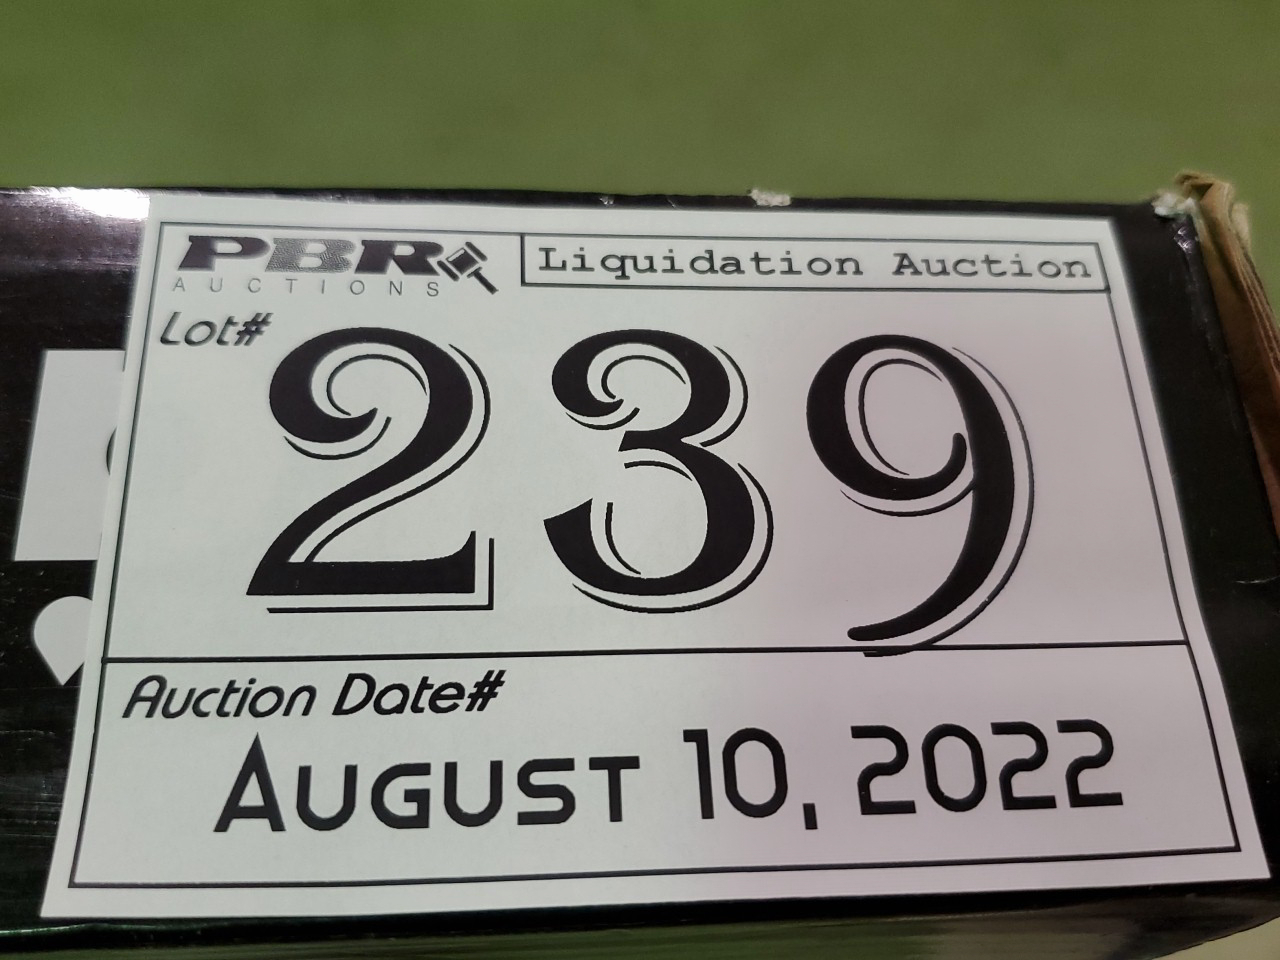 PBR
AUCTIONS
Liquidation Auction
Lot#
239
Auction Date#
AUGUST 10, 2022